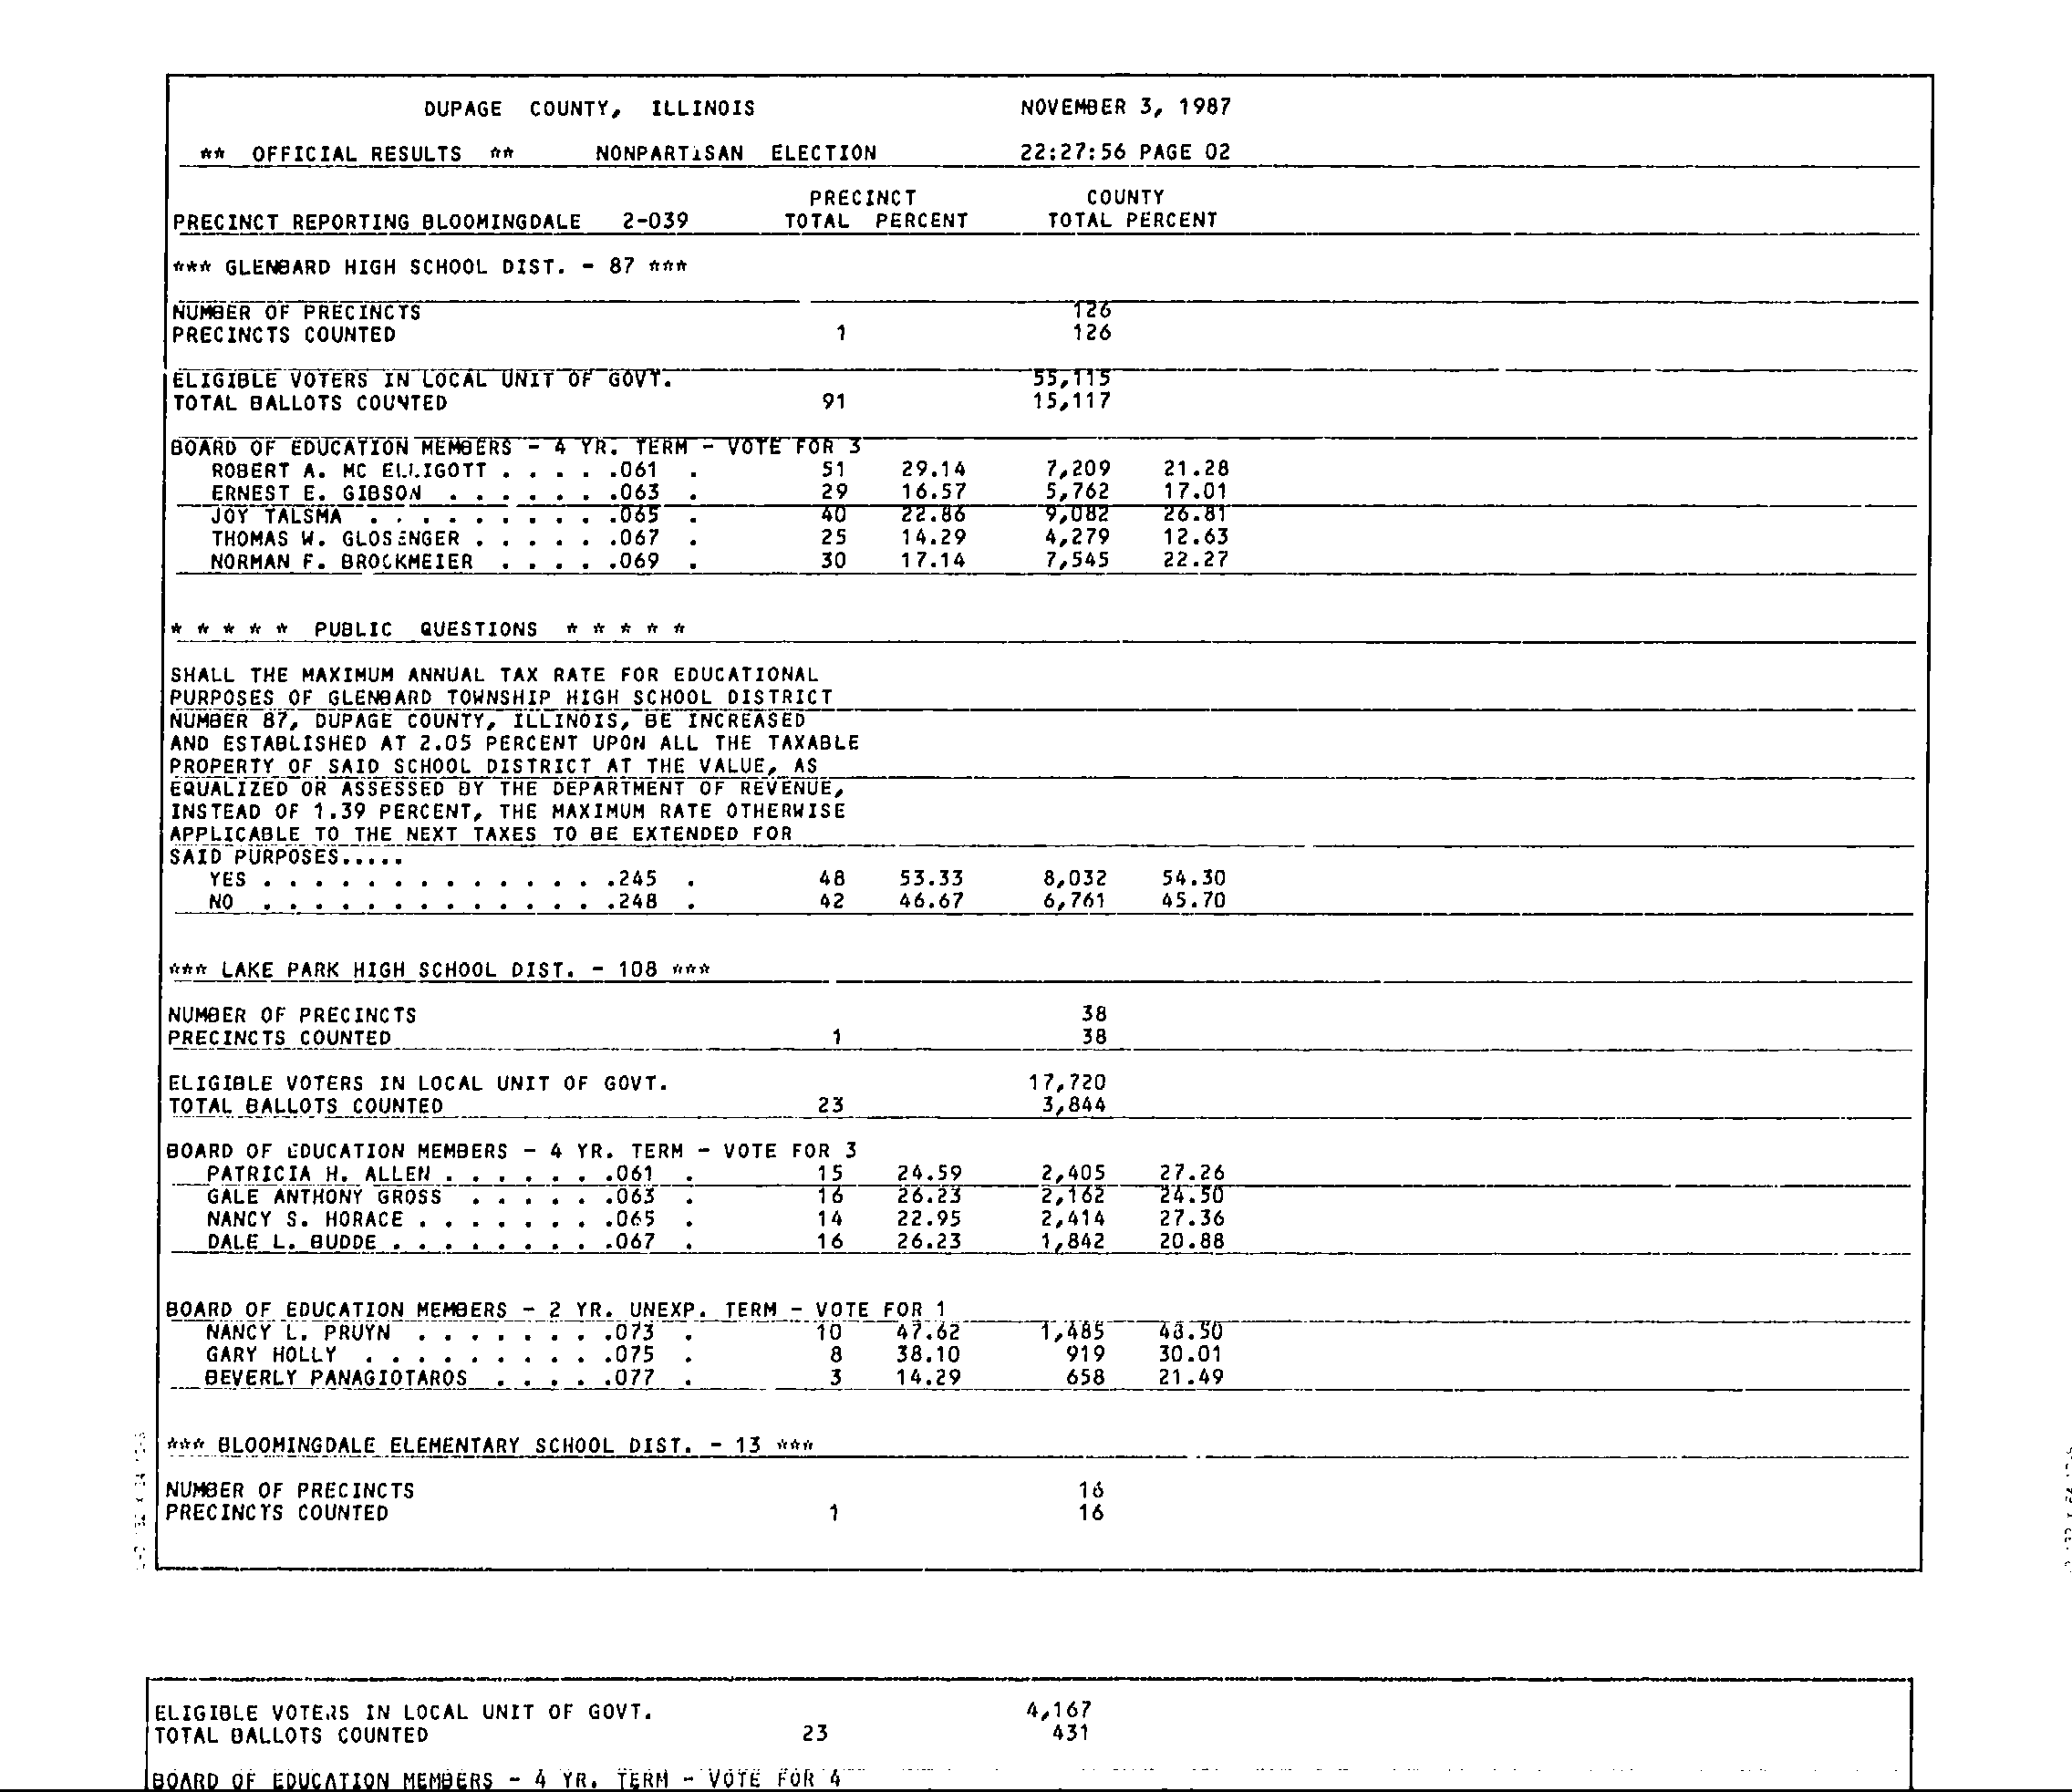 DUPAGE COUNTY, ILLINOIS NOVEMBER 3, 1987
** OFFICIAL RESULTS ** NONPARTISAN ELECTION 22:27:56 PAGE 02
PRECINCT COUNTY
PRECINCT REPORTING BLOOMINGDALE 2-039 TOTAL PERCENT TOTAL PERCENT
*** GLENBARD HIGH SCHOOL DIST. - 87 ***
NUMBER OF PRECINCTS 126
PRECINCTS COUNTED 1 126
ELIGIBLE VOTERS IN LOCAL UNIT OF GOVT. 55,115
TOTAL BALLOTS COUNTED 91 15,117
BOARD OF EDUCATION MEMBERS - 4 YR. TERM - VOTE FOR 3
ROBERT A. MC ELLIGOTT . . . . .061 . 51 29.14 7,209 21.28
ERNEST E. GIBSON . . . . . . .063 . 29 16.57 5,762 17.01
JOY TALSMA . . . . . . . . . .065 . 40 22.86 9,082 26.81
THOMAS W. GLOSENGER . . . . . .067 . 25 14.29 4,279 12.63
NORMAN F. BROCKMEIER . . . . .069 . 30 17.14 7,545 22.27
* * * * * PUBLIC QUESTIONS * * * * *
SHALL THE MAXIMUM ANNUAL TAX RATE FOR EDUCATIONAL
PURPOSES OF GLENBARD TOWNSHIP HIGH SCHOOL DISTRICT
NUMBER 87, DUPAGE COUNTY, ILLINOIS, BE INCREASED
AND ESTABLISHED AT 2.05 PERCENT UPON ALL THE TAXABLE
PROPERTY OF SAID SCHOOL DISTRICT AT THE VALUE, AS
EQUALIZED OR ASSESSED BY THE DEPARTMENT OF REVENUE,
INSTEAD OF 1.39 PERCENT, THE MAXIMUM RATE OTHERWISE
APPLICABLE TO THE NEXT TAXES TO BE EXTENDED FOR
SAID PURPOSES.....
YES . . . . . . . . . . . . . .245 . 48 53.33 8,032 54.30
NO . . . . . . . . . . . . . .248 . 42 46.67 6,761 45.70
*** LAKE PARK HIGH SCHOOL DIST. - 108 ***
NUMBER OF PRECINCTS 38
PRECINCTS COUNTED 1 38
ELIGIBLE VOTERS IN LOCAL UNIT OF GOVT. 17,720
TOTAL BALLOTS COUNTED 23 3,844
BOARD OF EDUCATION MEMBERS - 4 YR. TERM - VOTE FOR 3
PATRICIA H. ALLEN . . . . . . .061 . 15 24.59 2,405 27.26
GALE ANTHONY GROSS . . . . . .063 . 16 26.23 2,162 24.50
NANCY S. HORACE . . . . . . . .065 . 14 22.95 2,414 27.36
DALE L. BUDDE . . . . . . . . .067 . 16 26.23 1,842 20.88
BOARD OF EDUCATION MEMBERS - 2 YR. UNEXP. TERM - VOTE FOR 1
NANCY L. PRUYN . . . . . . . .073 . 10 47.62 1,485 48.50
GARY HOLLY . . . . . . . . . .075 . 8 38.10 919 30.01
BEVERLY PANAGIOTAROS . . . . .077 . 3 14.29 658 21.49
*** BLOOMINGDALE ELEMENTARY SCHOOL DIST. - 13 ***
NUMBER OF PRECINCTS 16
PRECINCTS COUNTED 1 16
ELIGIBLE VOTERS IN LOCAL UNIT OF GOVT. 4,167
TOTAL BALLOTS COUNTED 23 431
BOARD OF EDUCATION MEMBERS - 4 YR. TERM - VOTE FOR 4